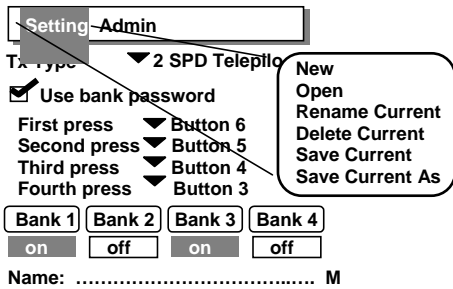 Setting Admin
Tx Type 2 SPD Telepilo
Use bank password
First press Button 6
Second press Button 5
Third press Button 4
Fourth press Button 3
Bank 1 Bank 2 Bank 3 Bank 4
on off on off
Name: ………………………………..…. M
New
Open
Rename Current
Delete Current
Save Current
Save Current As